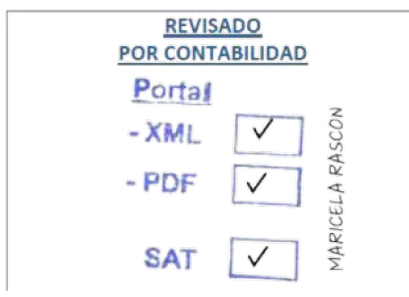 REVISADO
POR CONTABILIDAD
Portal
- XML ✓
- PDF ✓
SAT ✓
MARICELA RASCON